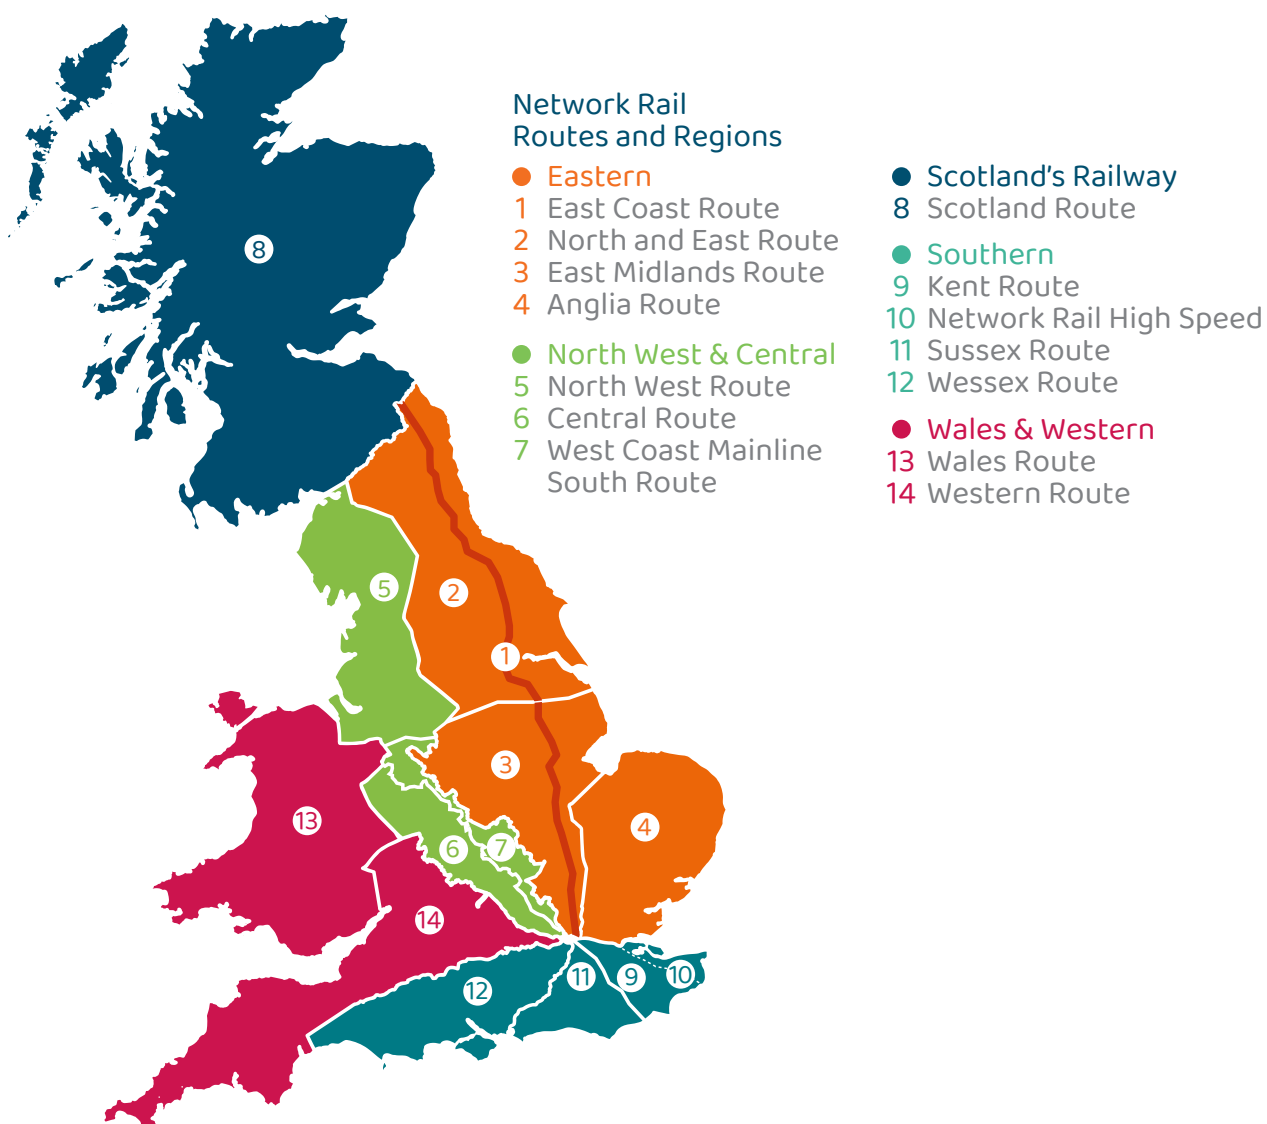 Network Rail
Routes and Regions
Eastern
1 East Coast Route
2 North and East Route
3 East Midlands Route
4 Anglia Route
North West & Central
5 North West Route
6 Central Route
7 West Coast Mainline
South Route
Scotland's Railway
8 Scotland Route
Southern
9 Kent Route
10 Network Rail High Speed
11 Sussex Route
12 Wessex Route
Wales & Western
13 Wales Route
14 Western Route
8
5
2
1
3
13
4
6
7
14
12
11
9
10